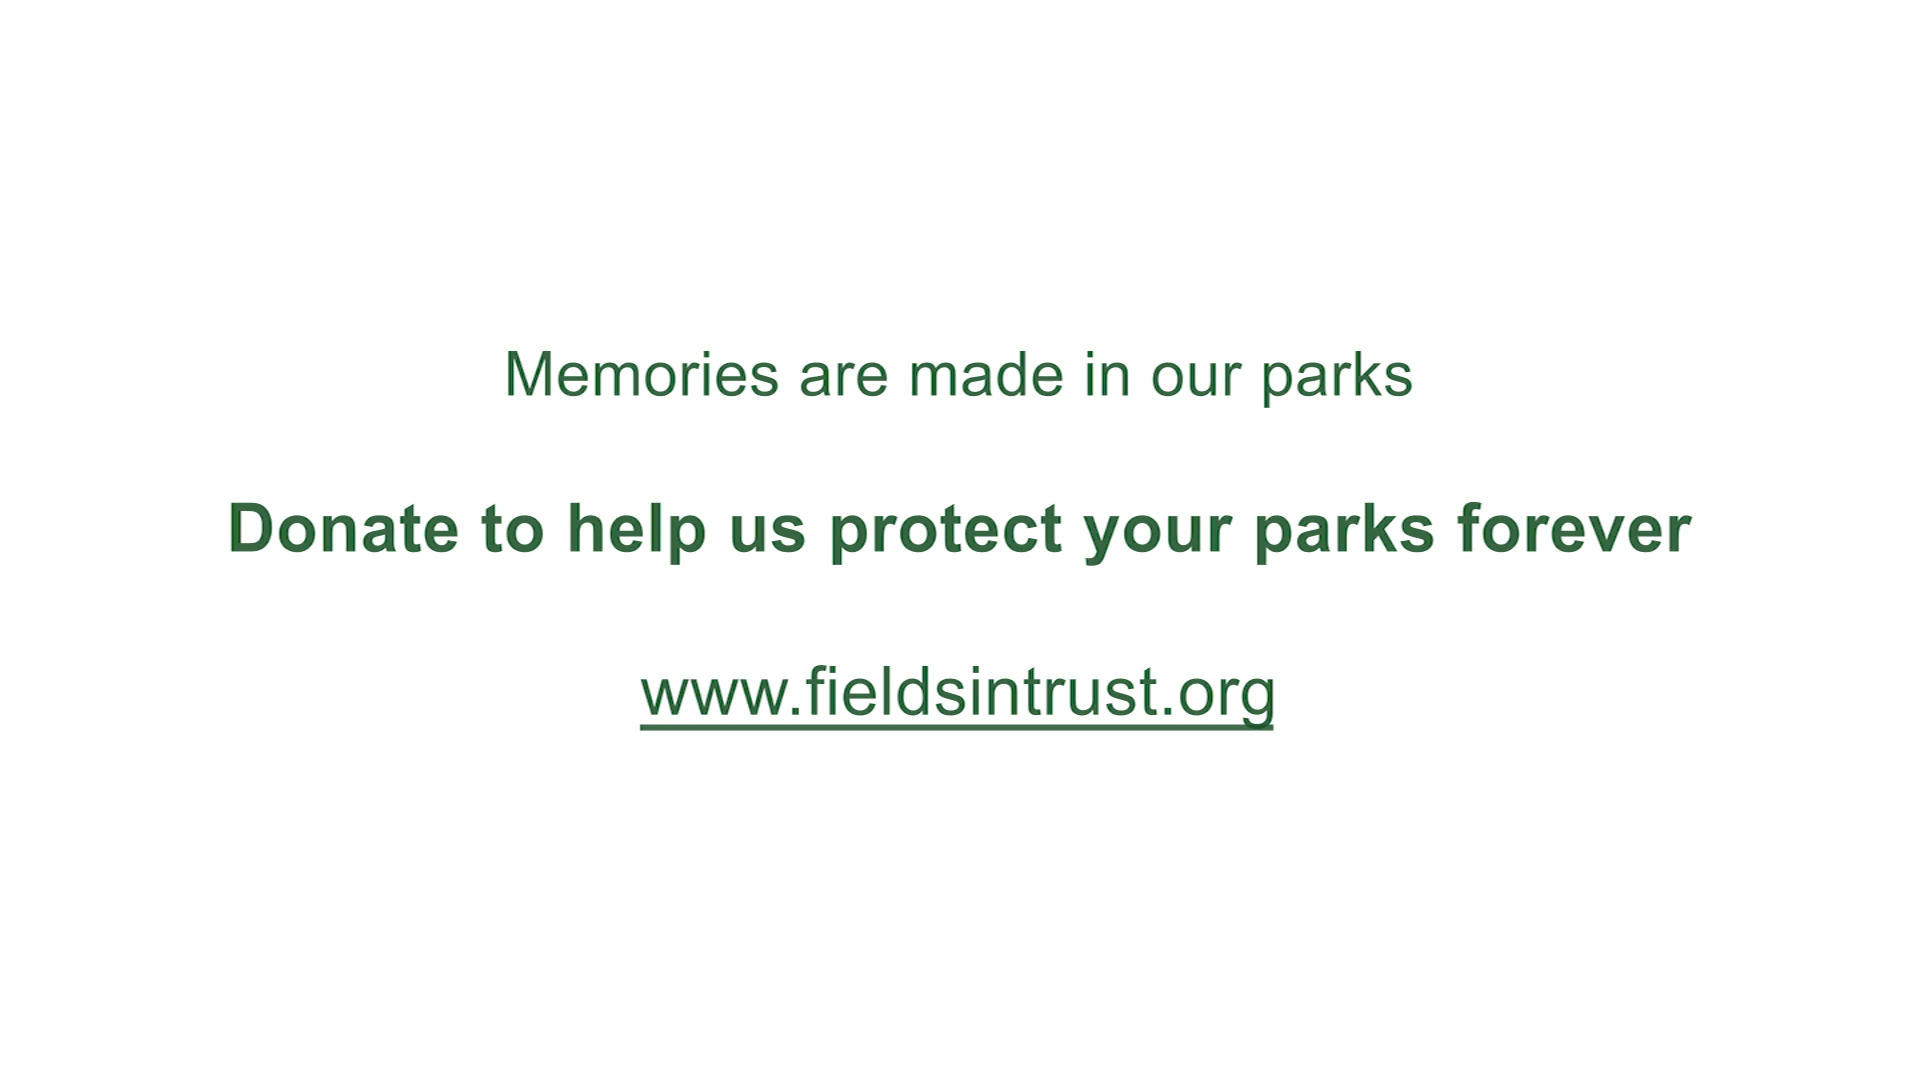 Memories are made in our parks
Donate to help us protect your parks forever
www.fieldsintrust.org